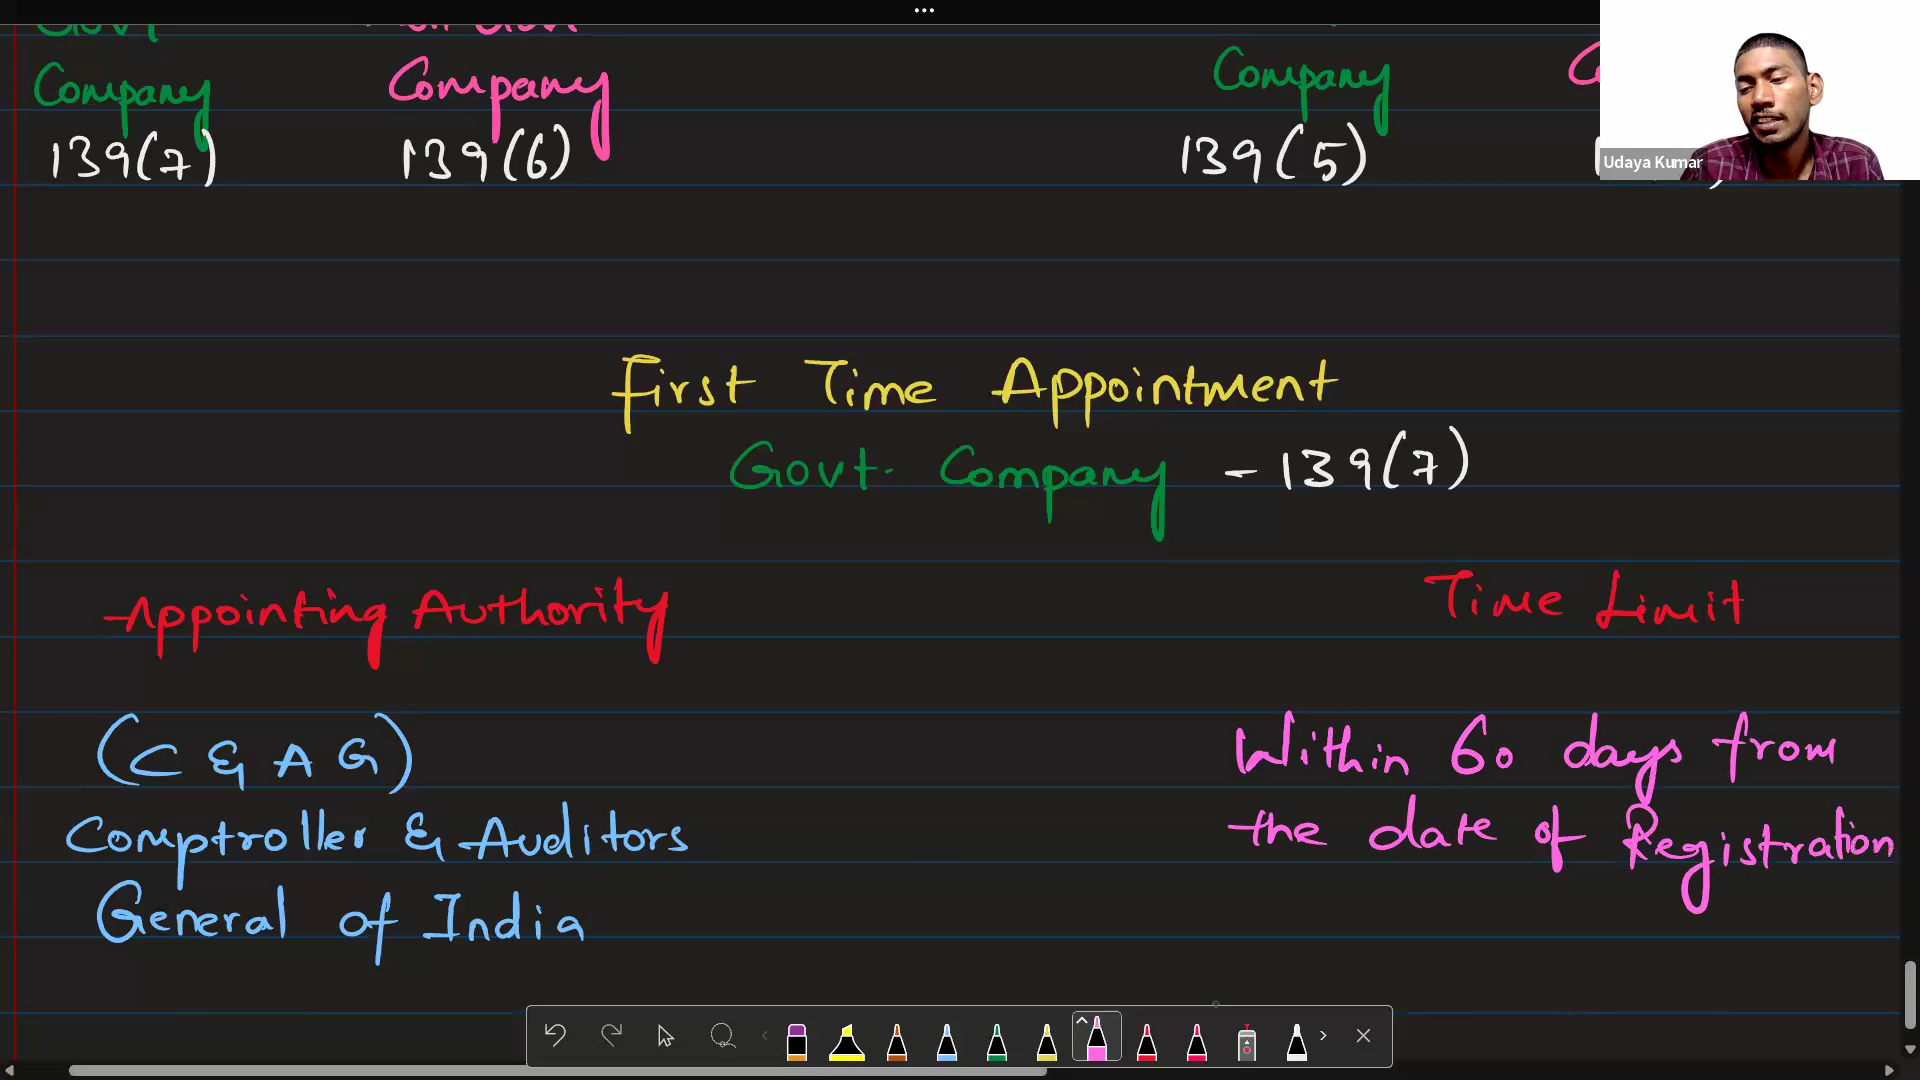 Company Company Company
139(7) 139(6) 139(5)
Udaya Kumar
First Time Appointment
Govt. Company - 139(7)
Appointing Authority Time Limit
(C & A G) Within 60 days from
Comptroller & Auditors the date of Registration
General of India